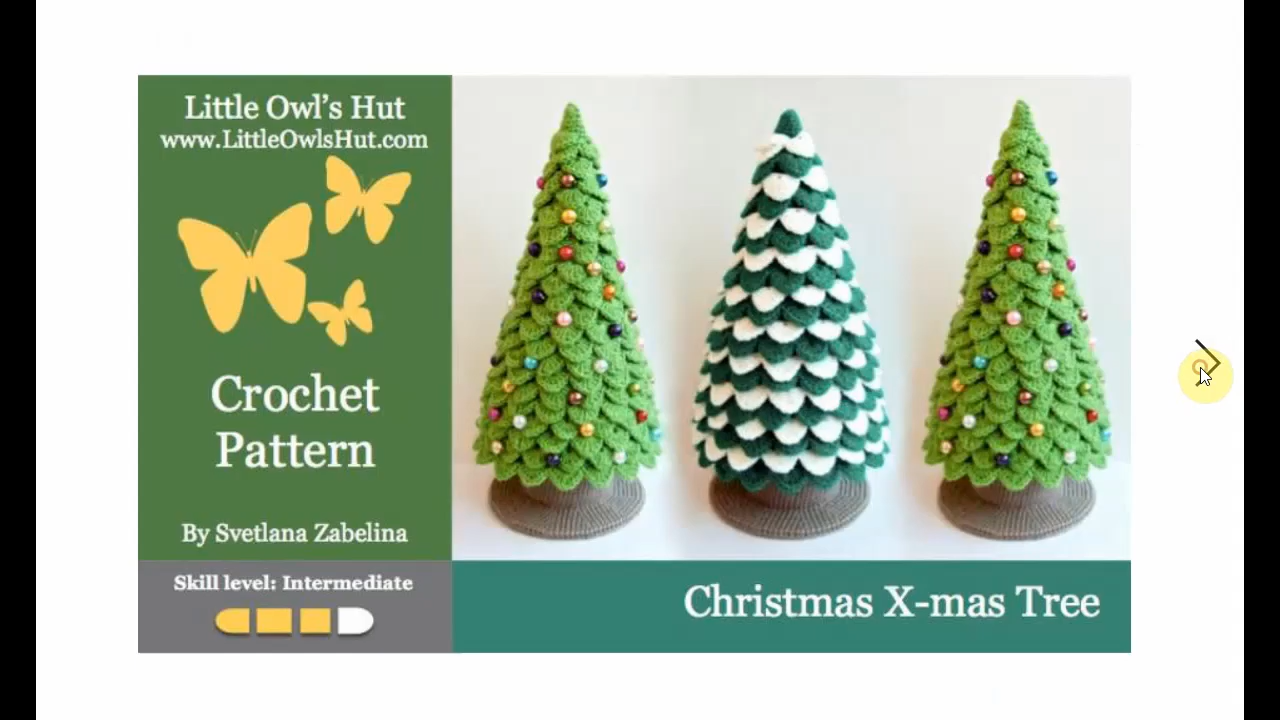 Little Owl's Hut
www.LittleOwlsHut.com
Crochet
Pattern
By Svetlana Zabelina
Skill level: Intermediate
Christmas X-mas Tree